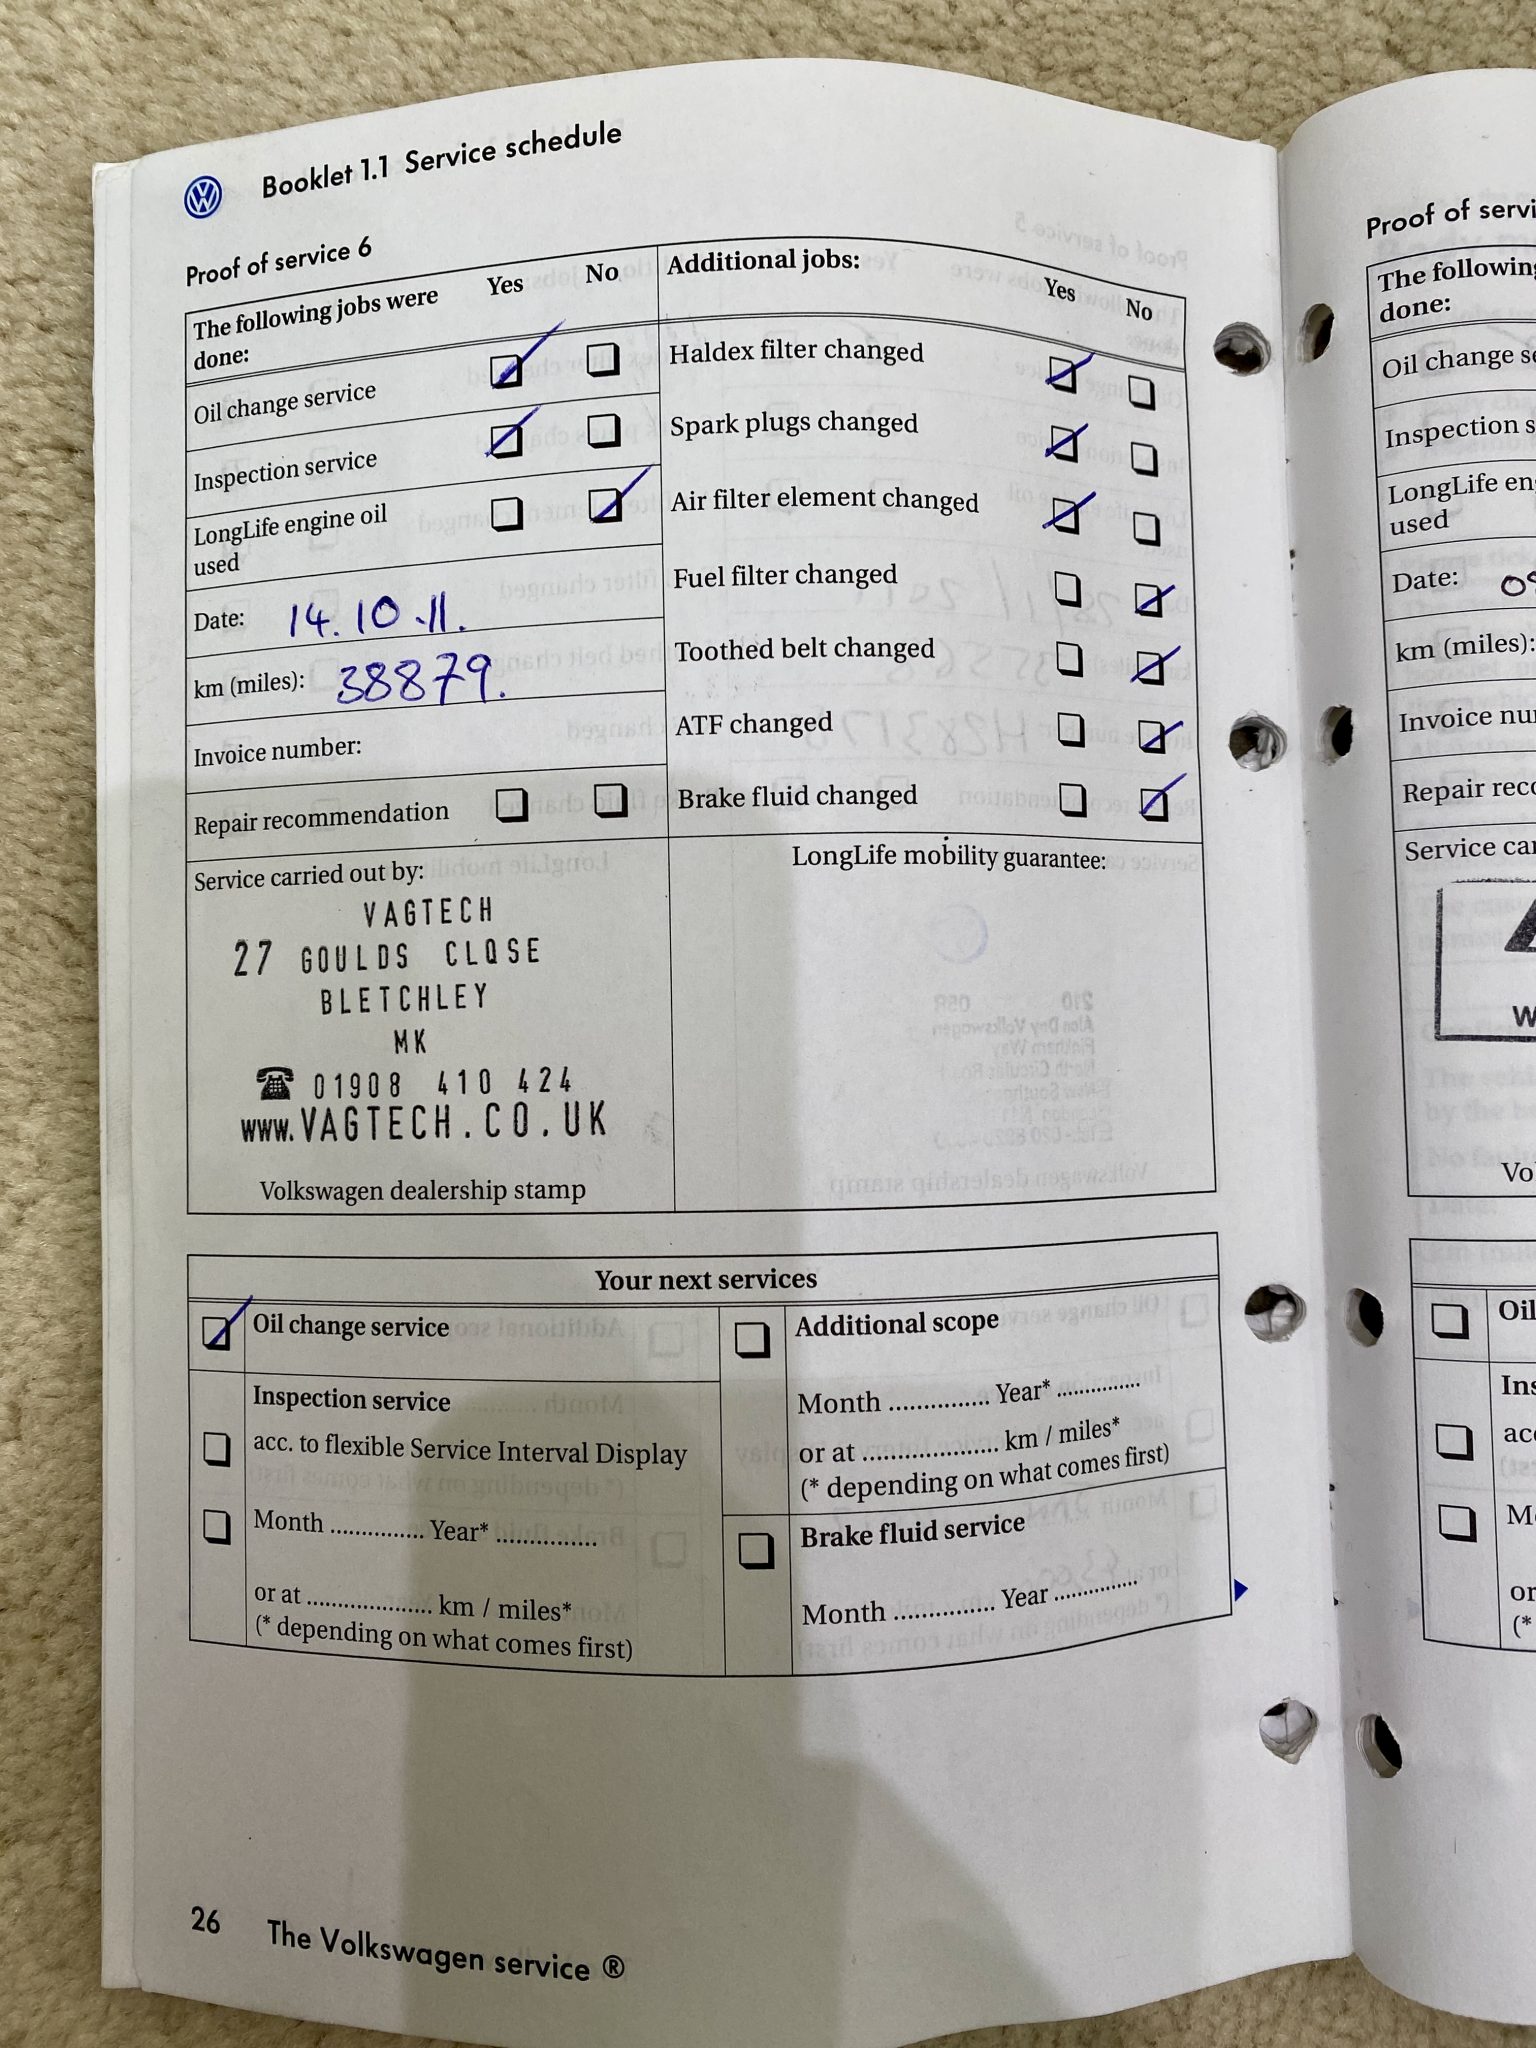 Booklet 1.1 Service schedule
Proof of service 6
The following jobs were done:
Yes No
Oil change service
Inspection service
LongLife engine oil used
Date: 14.10.11.
km (miles): 38879.
Invoice number:
Repair recommendation
Service carried out by:
VAGTECH
27 GOULDS CLOSE
BLETCHLEY
MK
☎ 01908 410 424
www.VAGTECH.CO.UK
Volkswagen dealership stamp
Additional jobs:
Yes No
Haldex filter changed
Spark plugs changed
Air filter element changed
Fuel filter changed
Toothed belt changed
ATF changed
Brake fluid changed
LongLife mobility guarantee:
Your next services
Oil change service
Inspection service
acc. to flexible Service Interval Display
Month .............. Year* ...............
or at ................... km / miles*
(* depending on what comes first)
Additional scope
Month ............... Year* ..............
or at .................... km / miles*
(* depending on what comes first)
Brake fluid service
Month ............... Year ..............
26 The Volkswagen service ®
Proof of
The following
done:
Oil change
Inspection
LongLife
used
Date:
km (miles):
Invoice
Repair
Service
Oil